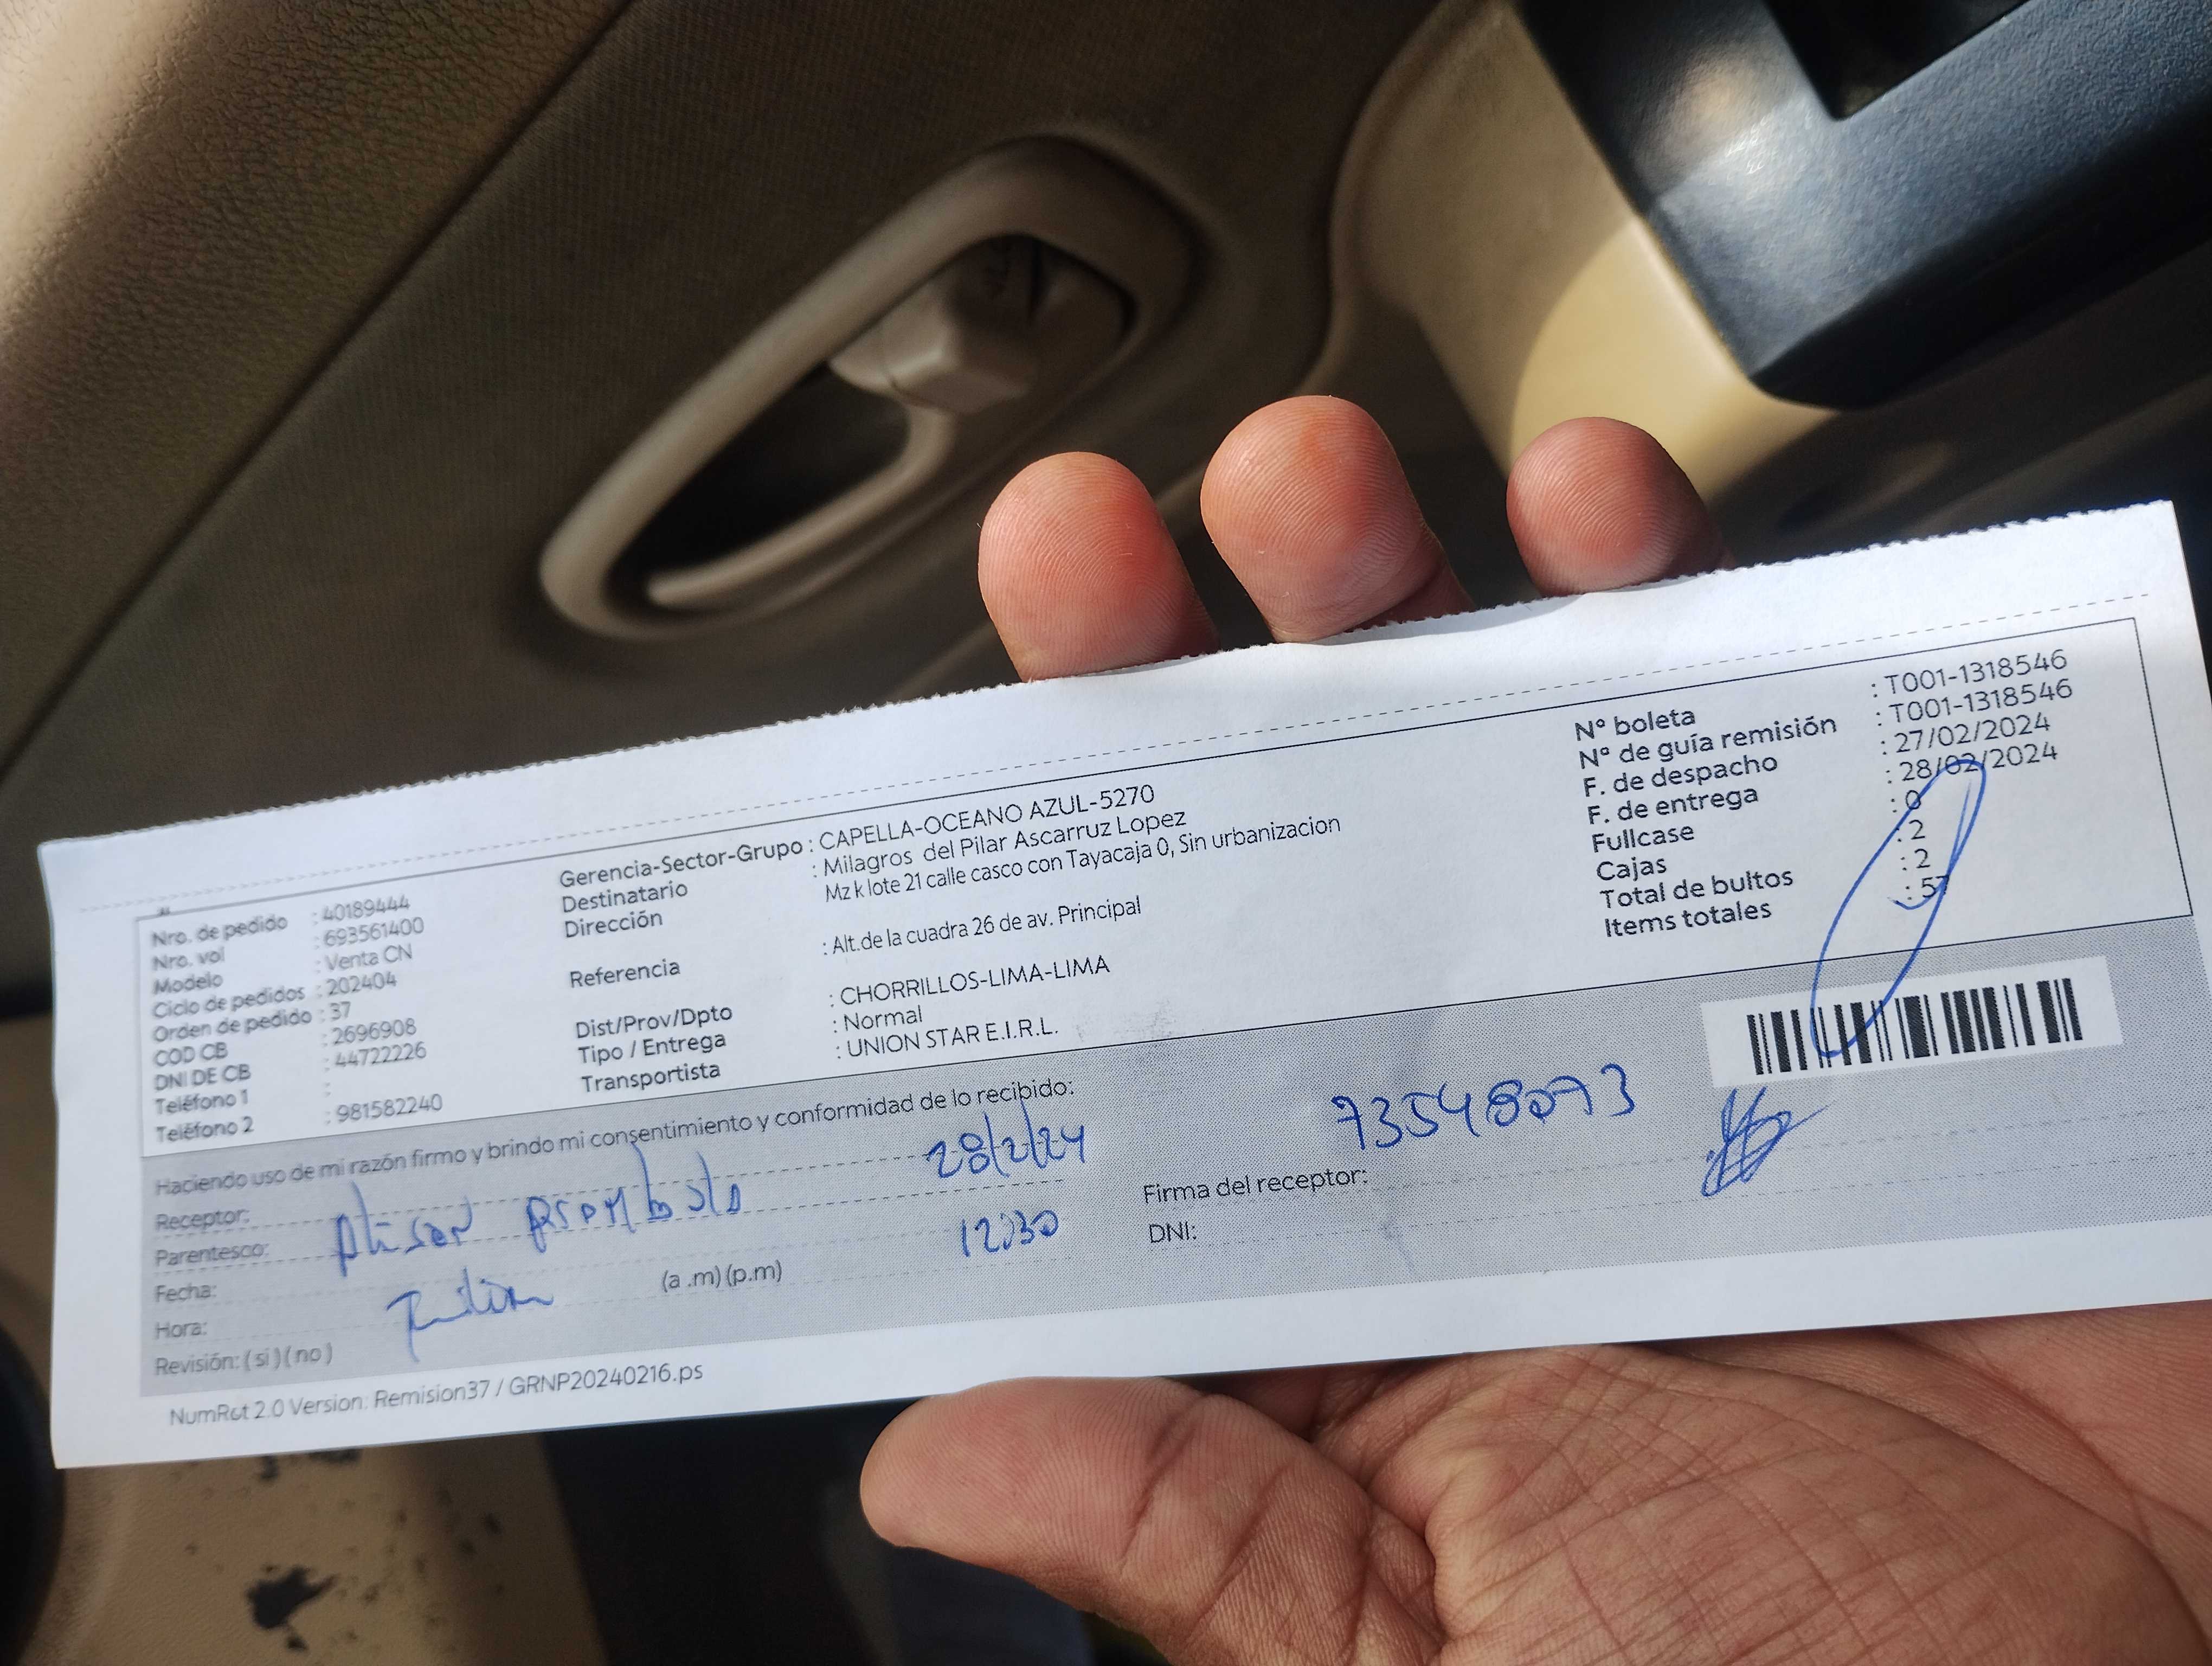 Nro. de pedido : 40189444
Nro. vol : 693561400
Modelo : Venta CN
Ciclo de pedidos : 202404
Orden de pedido : 37
COD CB : 2696908
DNI DE CB : 44722226
Teléfono 1 :
Teléfono 2 : 981582240
Gerencia-Sector-Grupo : CAPELLA-OCEANO AZUL-5270
Destinatario : Milagros del Pilar Ascarruz Lopez
Dirección Mz k lote 21 calle casco con Tayacaja 0, Sin urbanizacion
Referencia : Alt.de la cuadra 26 de av. Principal
Dist/Prov/Dpto : CHORRILLOS-LIMA-LIMA
Tipo / Entrega : Normal
Transportista : UNION STAR E.I.R.L.
N° boleta : T001-1318546
N° de guía remisión : T001-1318546
F. de despacho : 27/02/2024
F. de entrega : 28/02/2024
Fullcase : 0
Cajas : 2
Total de bultos : 2
Items totales : 57
Haciendo uso de mi razón firmo y brindo mi consentimiento y conformidad de lo recibido:
Receptor:
Parentesco:
Fecha: 28/2/24
Hora: (a .m) (p.m) 12:30
Revisión: ( si ) ( no )
73548073
Firma del receptor:
DNI:
NumRot 2.0 Version: Remision37 / GRNP20240216.ps